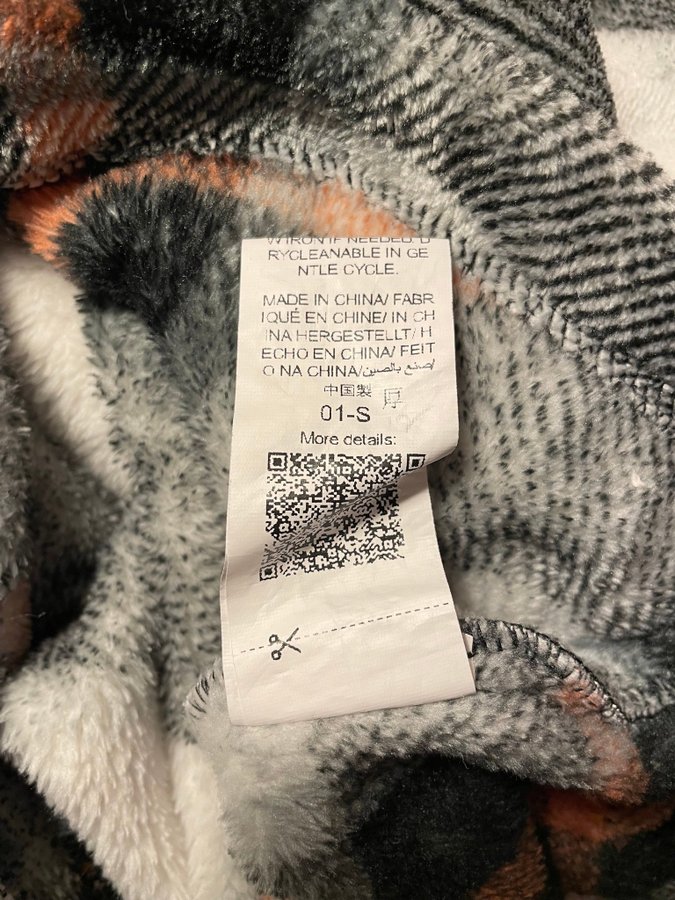 W IRON IF NEEDED. D
RYCLEANABLE IN GE
NTLE CYCLE.
MADE IN CHINA/ FABR
IQUÉ EN CHINE/ IN CH
INA HERGESTELLT/ H
ECHO EN CHINA/ FEIT
O NA CHINA/صنع بالصين/
中国製
01-S
More details: